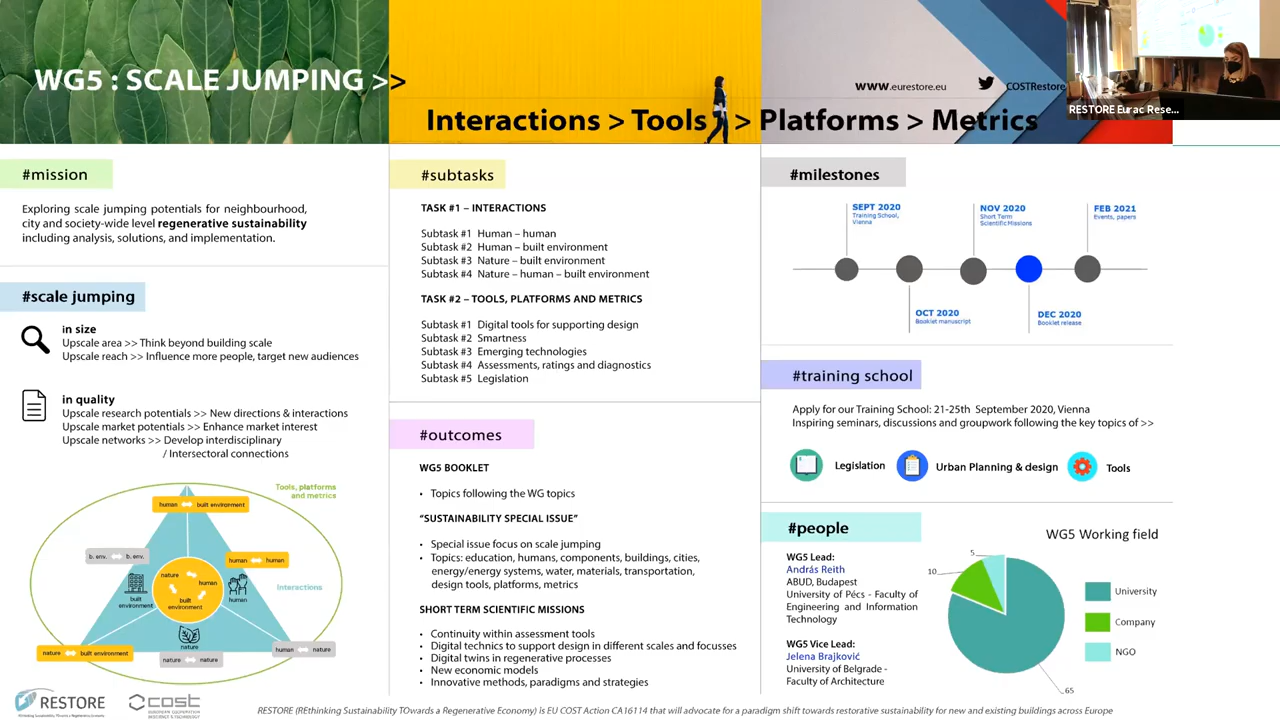 WG5 : SCALE JUMPING >>
Interactions > Tools > Platforms > Metrics
WWW.eurestore.eu
COSTRestore
RESTORE Eurac Rese...
#mission
Exploring scale jumping potentials for neighbourhood,
city and society-wide level regenerative sustainability
including analysis, solutions, and implementation.
#scale jumping
in size
Upscale area >> Think beyond building scale
Upscale reach >> Influence more people, target new audiences
in quality
Upscale research potentials >> New directions & interactions
Upscale market potentials >> Enhance market interest
Upscale networks >> Develop interdisciplinary
/ Intersectoral connections
Tools, platforms
and metrics
human built environment
b. env. b. env.
human human
nature
human
built
environment
built
environment
human
Interactions
nature
nature built environment
nature nature
human nature
RESTORE
cost
EUROPEAN COOPERATION
IN SCIENCE & TECHNOLOGY
#subtasks
TASK #1 – INTERACTIONS
Subtask #1 Human – human
Subtask #2 Human – built environment
Subtask #3 Nature – built environment
Subtask #4 Nature – human – built environment
TASK #2 – TOOLS, PLATFORMS AND METRICS
Subtask #1 Digital tools for supporting design
Subtask #2 Smartness
Subtask #3 Emerging technologies
Subtask #4 Assessments, ratings and diagnostics
Subtask #5 Legislation
#outcomes
WG5 BOOKLET
• Topics following the WG topics
“SUSTAINABILITY SPECIAL ISSUE”
• Special issue focus on scale jumping
• Topics: education, humans, components, buildings, cities,
energy/energy systems, water, materials, transportation,
design tools, platforms, metrics
SHORT TERM SCIENTIFIC MISSIONS
• Continuity within assessment tools
• Digital technics to support design in different scales and focusses
• Digital twins in regenerative processes
• New economic models
• Innovative methods, paradigms and strategies
#milestones
SEPT 2020
Training School,
Vienna
NOV 2020
Short Term
Scientific Missions
FEB 2021
Events, papers
OCT 2020
Booklet manuscript
DEC 2020
Booklet release
#training school
Apply for our Training School: 21-25th September 2020, Vienna
Inspiring seminars, discussions and groupwork following the key topics of >>
Legislation
Urban Planning & design
Tools
#people
WG5 Lead:
András Reith
ABUD, Budapest
University of Pécs - Faculty of
Engineering and Information
Technology
WG5 Vice Lead:
Jelena Brajković
University of Belgrade -
Faculty of Architecture
WG5 Working field
5
10
65
University
Company
NGO
RESTORE (REthinking Sustainability TOwards a Regenerative Economy) is EU COST Action CA16114 that will advocate for a paradigm shift towards restorative sustainability for new and existing buildings across Europe